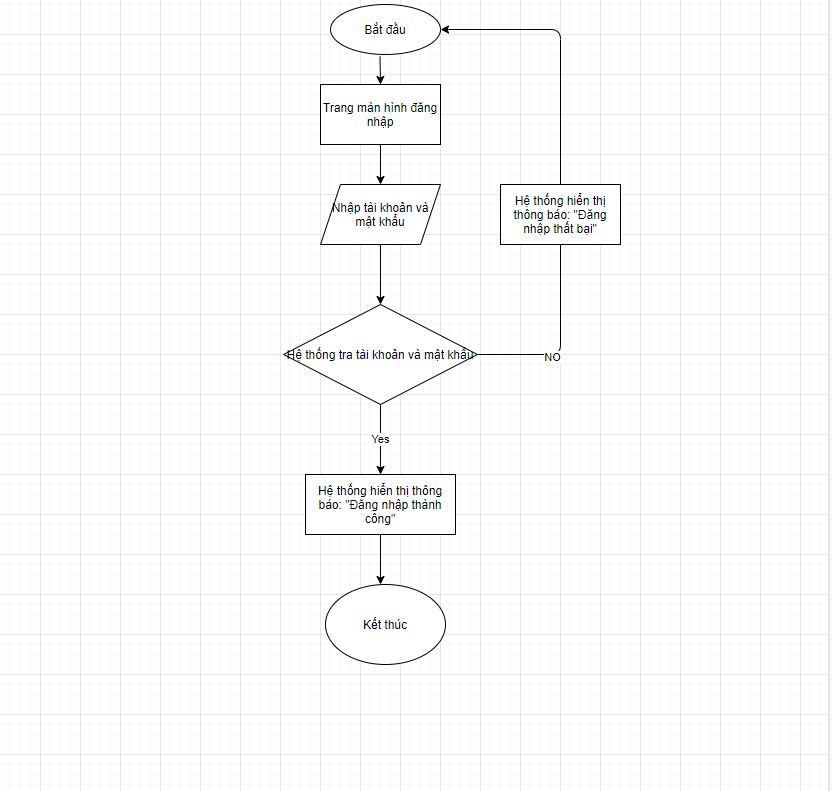 Bắt đầu
Trang màn hình đăng
nhập
Nhập tài khoản và
mật khẩu
Hệ thống hiển thị
thông báo: "Đăng
nhập thất bại"
Hệ thống tra tài khoản và mật khẩu
NO
Yes
Hệ thống hiển thị thông
báo: "Đăng nhập thành
công"
Kết thúc